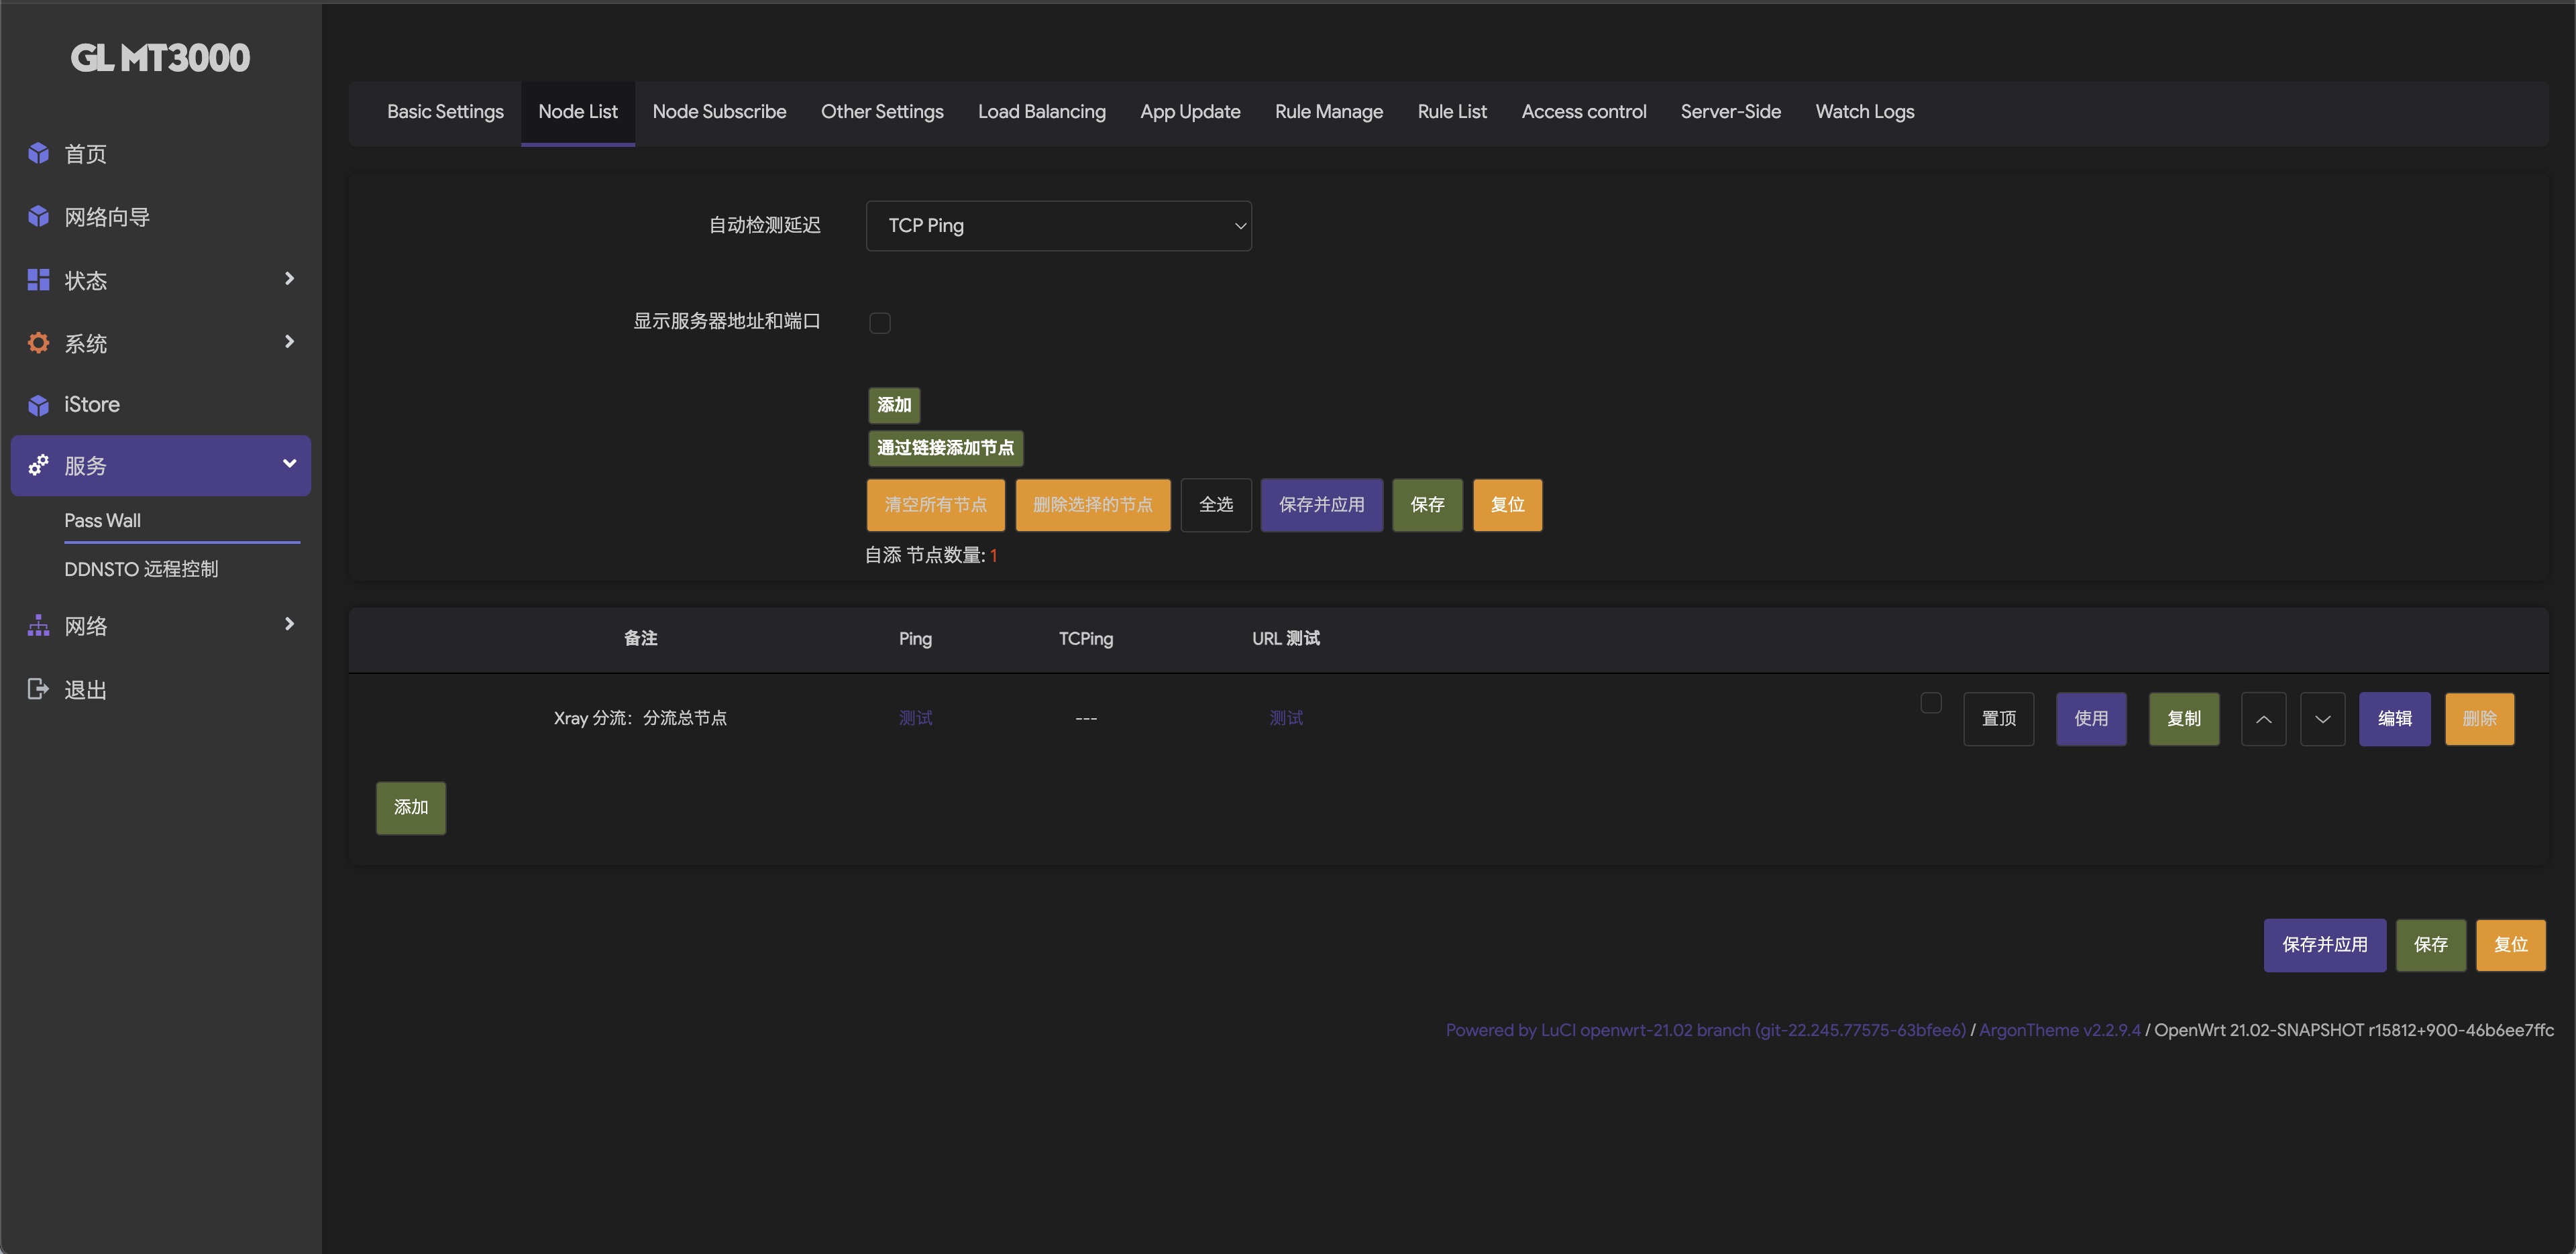 GL MT3000
首页
网络向导
状态
系统
iStore
服务
Pass Wall
DDNSTO 远程控制
网络
退出
Basic Settings Node List Node Subscribe Other Settings Load Balancing App Update Rule Manage Rule List Access control Server-Side Watch Logs
自动检测延迟 TCP Ping
显示服务器地址和端口
添加
通过链接添加节点
清空所有节点 删除选择的节点 全选 保存并应用 保存 复位
自添 节点数量: 1
备注 Ping TCPing URL 测试
Xray 分流：分流总节点 测试 --- 测试 置顶 使用 复制 编辑 删除
添加
保存并应用 保存 复位
Powered by LuCI openwrt-21.02 branch (git-22.245.77575-63bfee6) / ArgonTheme v2.2.9.4 / OpenWrt 21.02-SNAPSHOT r15812+900-46b6ee7ffc